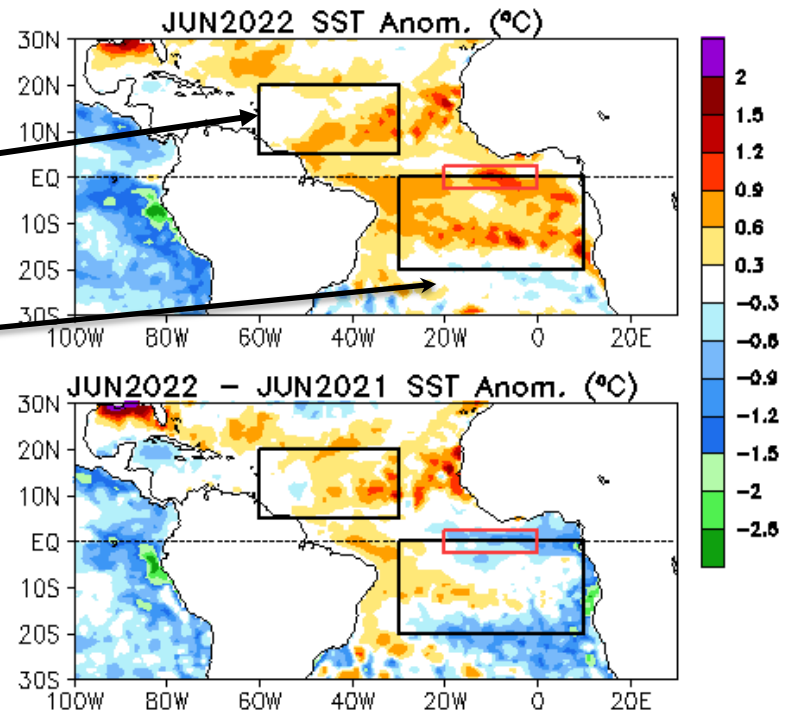 JUN2022 SST Anom. (°C)
30N
20N
10N
EQ
10S
20S
30S
100W 80W 60W 40W 20W 0 20E
2
1.5
1.2
0.9
0.6
0.3
-0.3
-0.6
-0.9
-1.2
-1.5
-2
-2.5
JUN2022 - JUN2021 SST Anom. (°C)
30N
20N
10N
EQ
10S
20S
30S
100W 80W 60W 40W 20W 0 20E